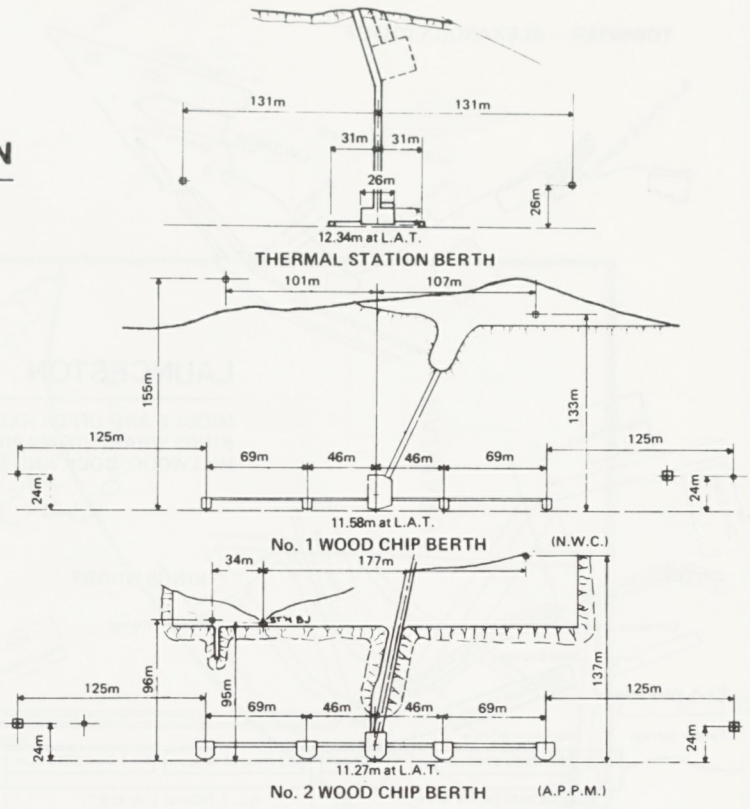 N
131m 131m
31m 31m
26m
26m
12.34m at L.A.T.
THERMAL STATION BERTH
101m 107m
155m
133m
LAUNCESTON
125m 125m
69m 46m 46m 69m
24m 24m
11.58m at L.A.T.
No. 1 WOOD CHIP BERTH (N.W.C.)
34m 177m
96m
95m
137m
125m 125m
69m 46m 46m 69m
24m 24m
11.27m at L.A.T.
No. 2 WOOD CHIP BERTH (A.P.P.M.)